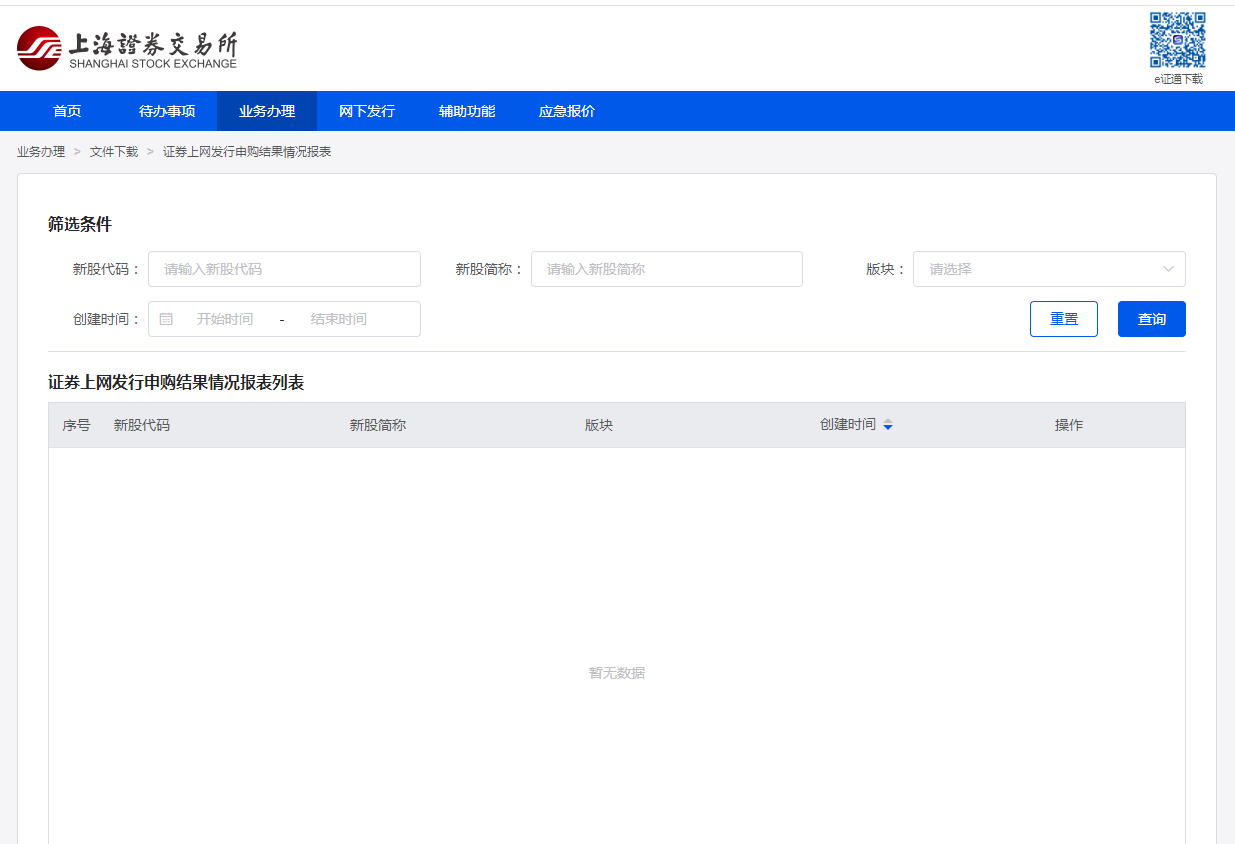 上海證券交易所
SHANGHAI STOCK EXCHANGE
e证通下载
首页 待办事项 业务办理 网下发行 辅助功能 应急报价
业务办理 > 文件下载 > 证券上网发行申购结果情况报表
筛选条件
新股代码： 请输入新股代码 新股简称： 请输入新股简称 版块： 请选择
创建时间： 开始时间 - 结束时间 重置 查询
证券上网发行申购结果情况报表列表
序号 新股代码 新股简称 版块 创建时间 操作
暂无数据